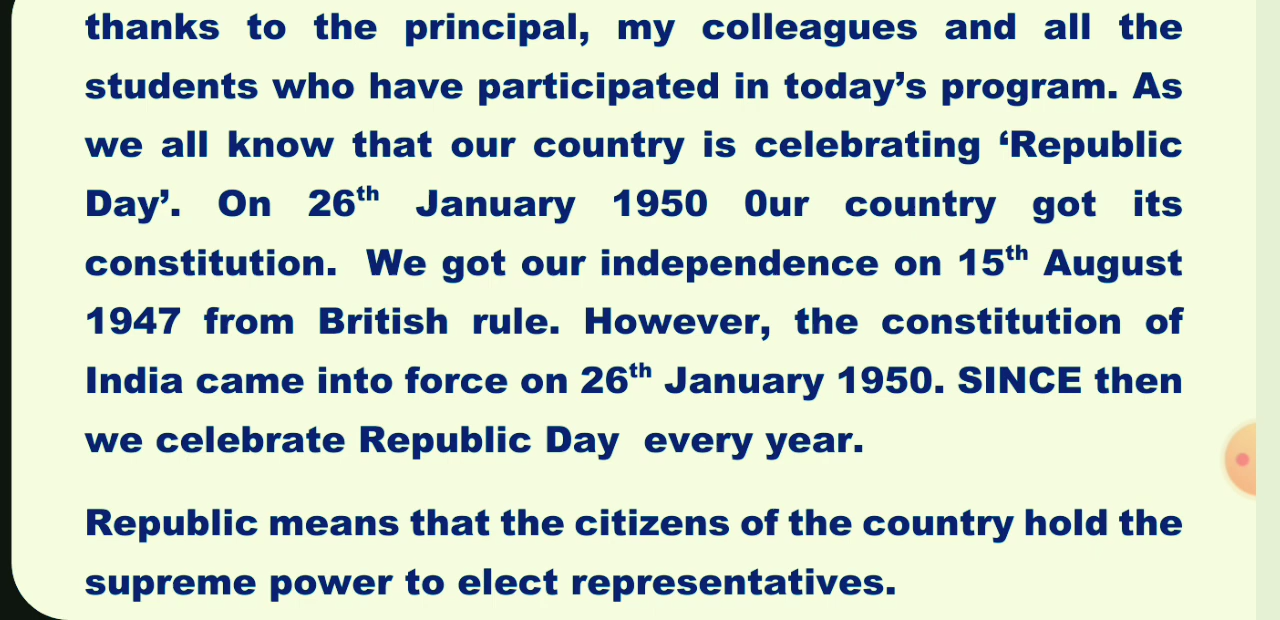 thanks to the principal, my colleagues and all the
students who have participated in today’s program. As
we all know that our country is celebrating ‘Republic
Day’. On 26th January 1950 0ur country got its
constitution. We got our independence on 15th August
1947 from British rule. However, the constitution of
India came into force on 26th January 1950. SINCE then
we celebrate Republic Day every year.
Republic means that the citizens of the country hold the
supreme power to elect representatives.